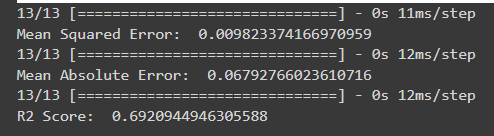 13/13 [==============================] - 0s 11ms/step
Mean Squared Error:  0.009823374166970959
13/13 [==============================] - 0s 12ms/step
Mean Absolute Error:  0.06792766023610716
13/13 [==============================] - 0s 12ms/step
R2 Score:  0.6920944946305588